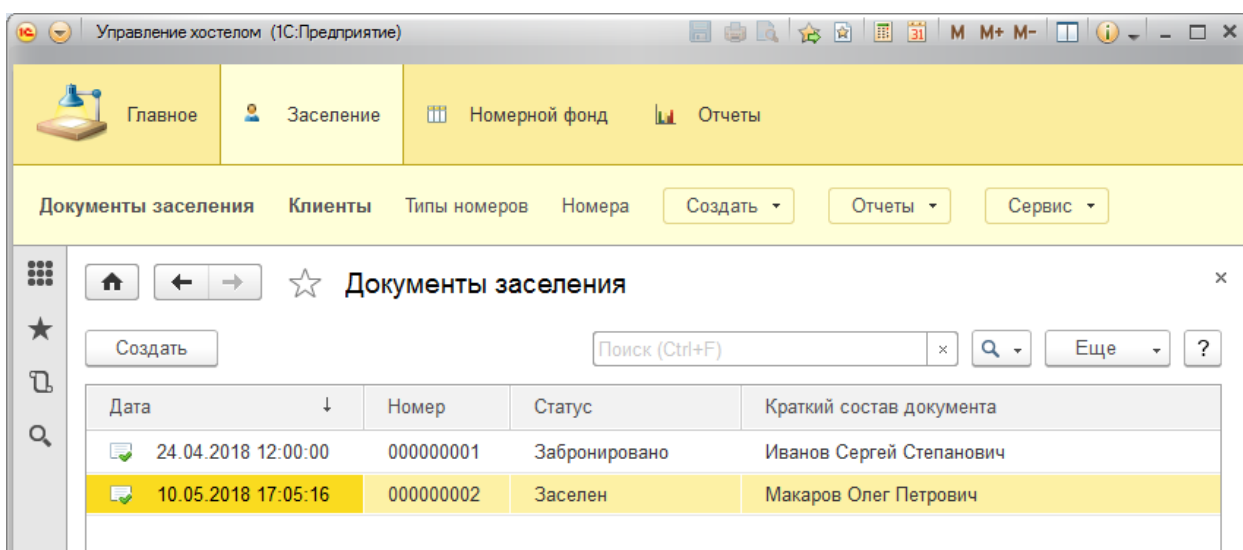 1С Управление хостелом (1С:Предприятие) 31 M M+ M- i
Главное Заселение Номерной фонд Отчеты
Документы заселения Клиенты Типы номеров Номера Создать Отчеты Сервис
Документы заселения
Создать Поиск (Ctrl+F) Еще ?
Дата Номер Статус Краткий состав документа
24.04.2018 12:00:00 000000001 Забронировано Иванов Сергей Степанович
10.05.2018 17:05:16 000000002 Заселен Макаров Олег Петрович